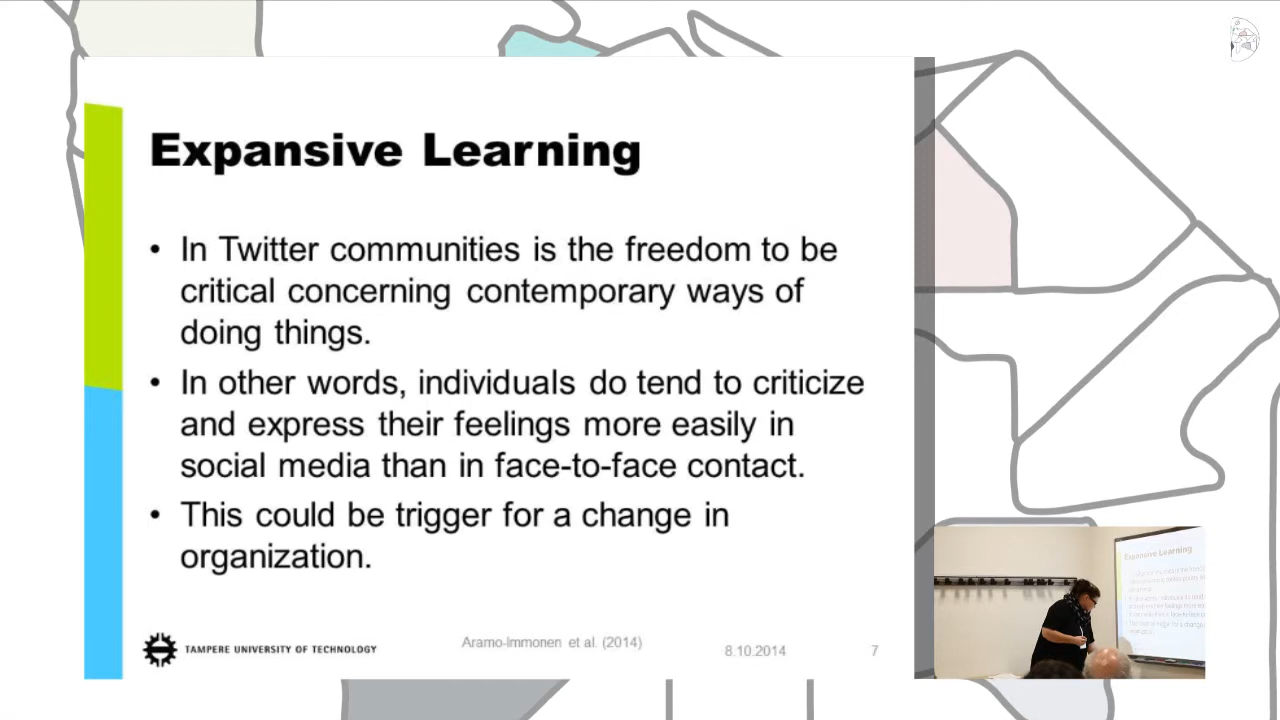 Expansive Learning
• In Twitter communities is the freedom to be
critical concerning contemporary ways of
doing things.
• In other words, individuals do tend to criticize
and express their feelings more easily in
social media than in face-to-face contact.
• This could be trigger for a change in
organization.
TAMPERE UNIVERSITY OF TECHNOLOGY
Aramo-Immonen et al. (2014)
8.10.2014
7
Expansive Learning